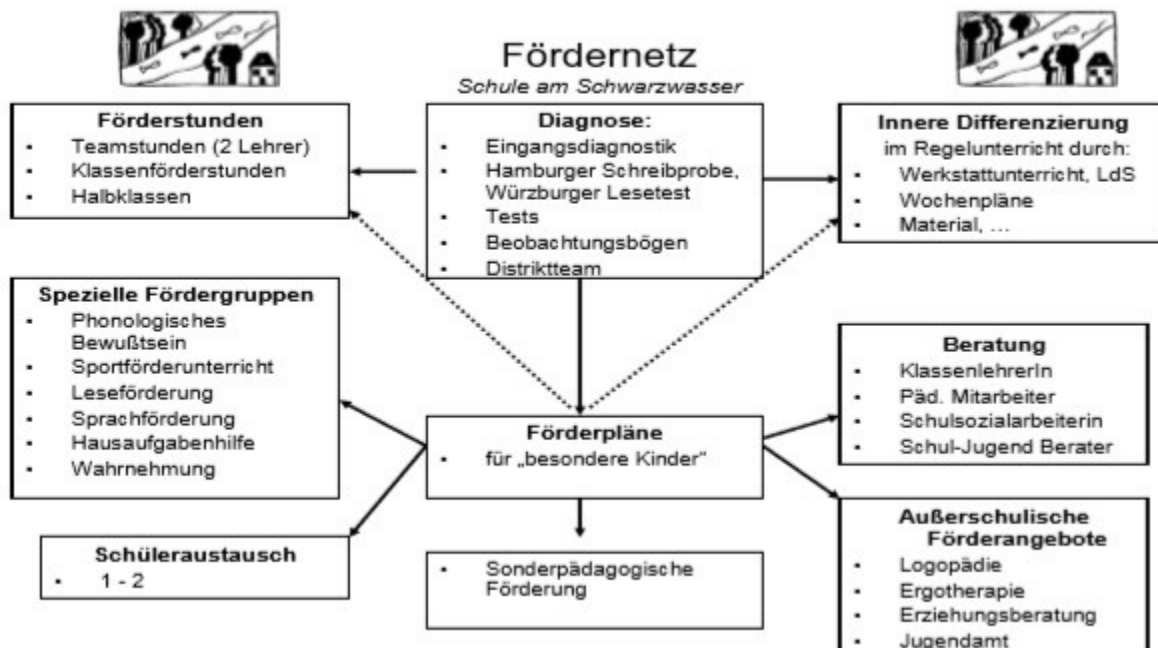 Fördernetz
Schule am Schwarzwasser
Förderstunden
▪ Teamstunden (2 Lehrer)
▪ Klassenförderstunden
▪ Halbklassen
Diagnose:
▪ Eingangsdiagnostik
▪ Hamburger Schreibprobe,
Würzburger Lesetest
▪ Tests
▪ Beobachtungsbögen
▪ Distriktteam
Innere Differenzierung
im Regelunterricht durch:
▪ Werkstattunterricht, LdS
▪ Wochenpläne
▪ Material, ...
Spezielle Fördergruppen
▪ Phonologisches
Bewußtsein
▪ Sportförderunterricht
▪ Leseförderung
▪ Sprachförderung
▪ Hausaufgabenhilfe
▪ Wahrnehmung
Förderpläne
▪ für „besondere Kinder“
Beratung
▪ KlassenlehrerIn
▪ Päd. Mitarbeiter
▪ Schulsozialarbeiterin
▪ Schul-Jugend Berater
Schüleraustausch
▪ 1 - 2
▪ Sonderpädagogische
Förderung
Außerschulische
Förderangebote
▪ Logopädie
▪ Ergotherapie
▪ Erziehungsberatung
▪ Jugendamt